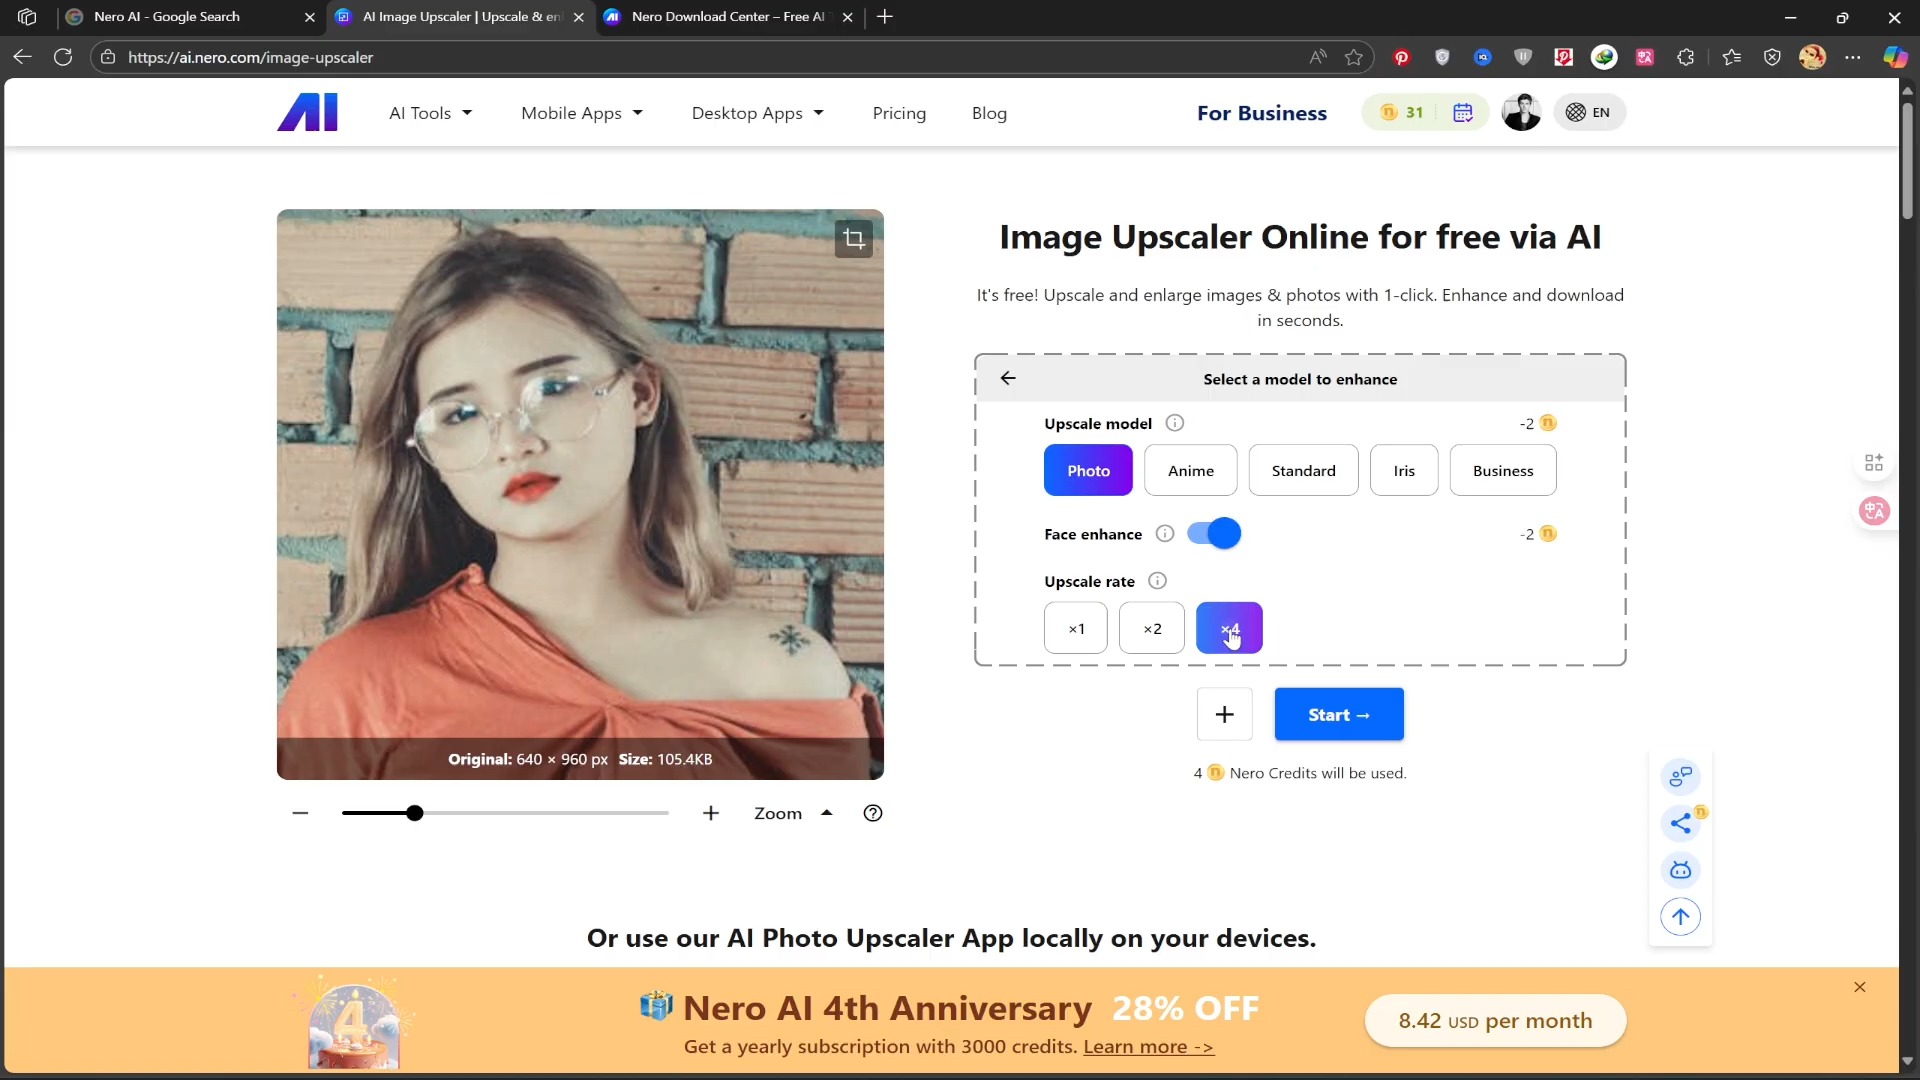 Nero AI - Google Search
AI Image Upscaler | Upscale & en
Nero Download Center – Free AI T
https://ai.nero.com/image-upscaler
AI
AI Tools
Mobile Apps
Desktop Apps
Pricing
Blog
For Business
31
EN
Image Upscaler Online for free via AI
It's free! Upscale and enlarge images & photos with 1-click. Enhance and download
in seconds.
Select a model to enhance
Upscale model
-2
Photo
Anime
Standard
Iris
Business
Face enhance
-2
Upscale rate
×1
×2
×4
Start →
4 Nero Credits will be used.
Original: 640 × 960 px Size: 105.4KB
Zoom
Or use our AI Photo Upscaler App locally on your devices.
Nero AI 4th Anniversary 28% OFF
Get a yearly subscription with 3000 credits. Learn more ->
8.42 USD per month